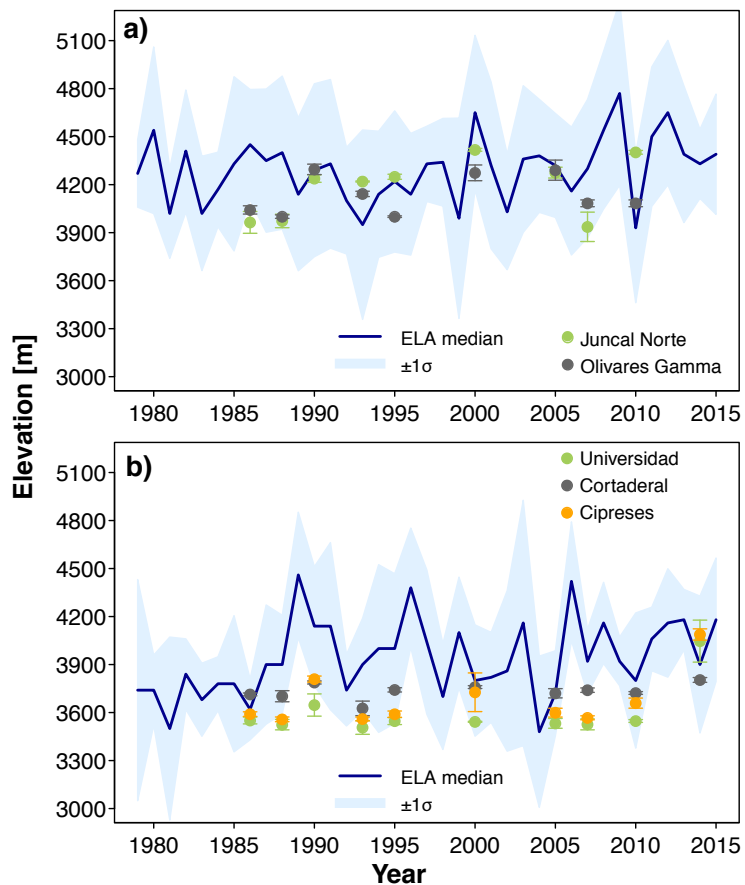 a)
5100
4800
4500
4200
3900
3600
3300
3000
ELA median
±1σ
Juncal Norte
Olivares Gamma
1980 1985 1990 1995 2000 2005 2010 2015
Elevation [m]
b)
5100
4800
4500
4200
3900
3600
3300
3000
Universidad
Cortaderal
Cipreses
ELA median
±1σ
1980 1985 1990 1995 2000 2005 2010 2015
Year